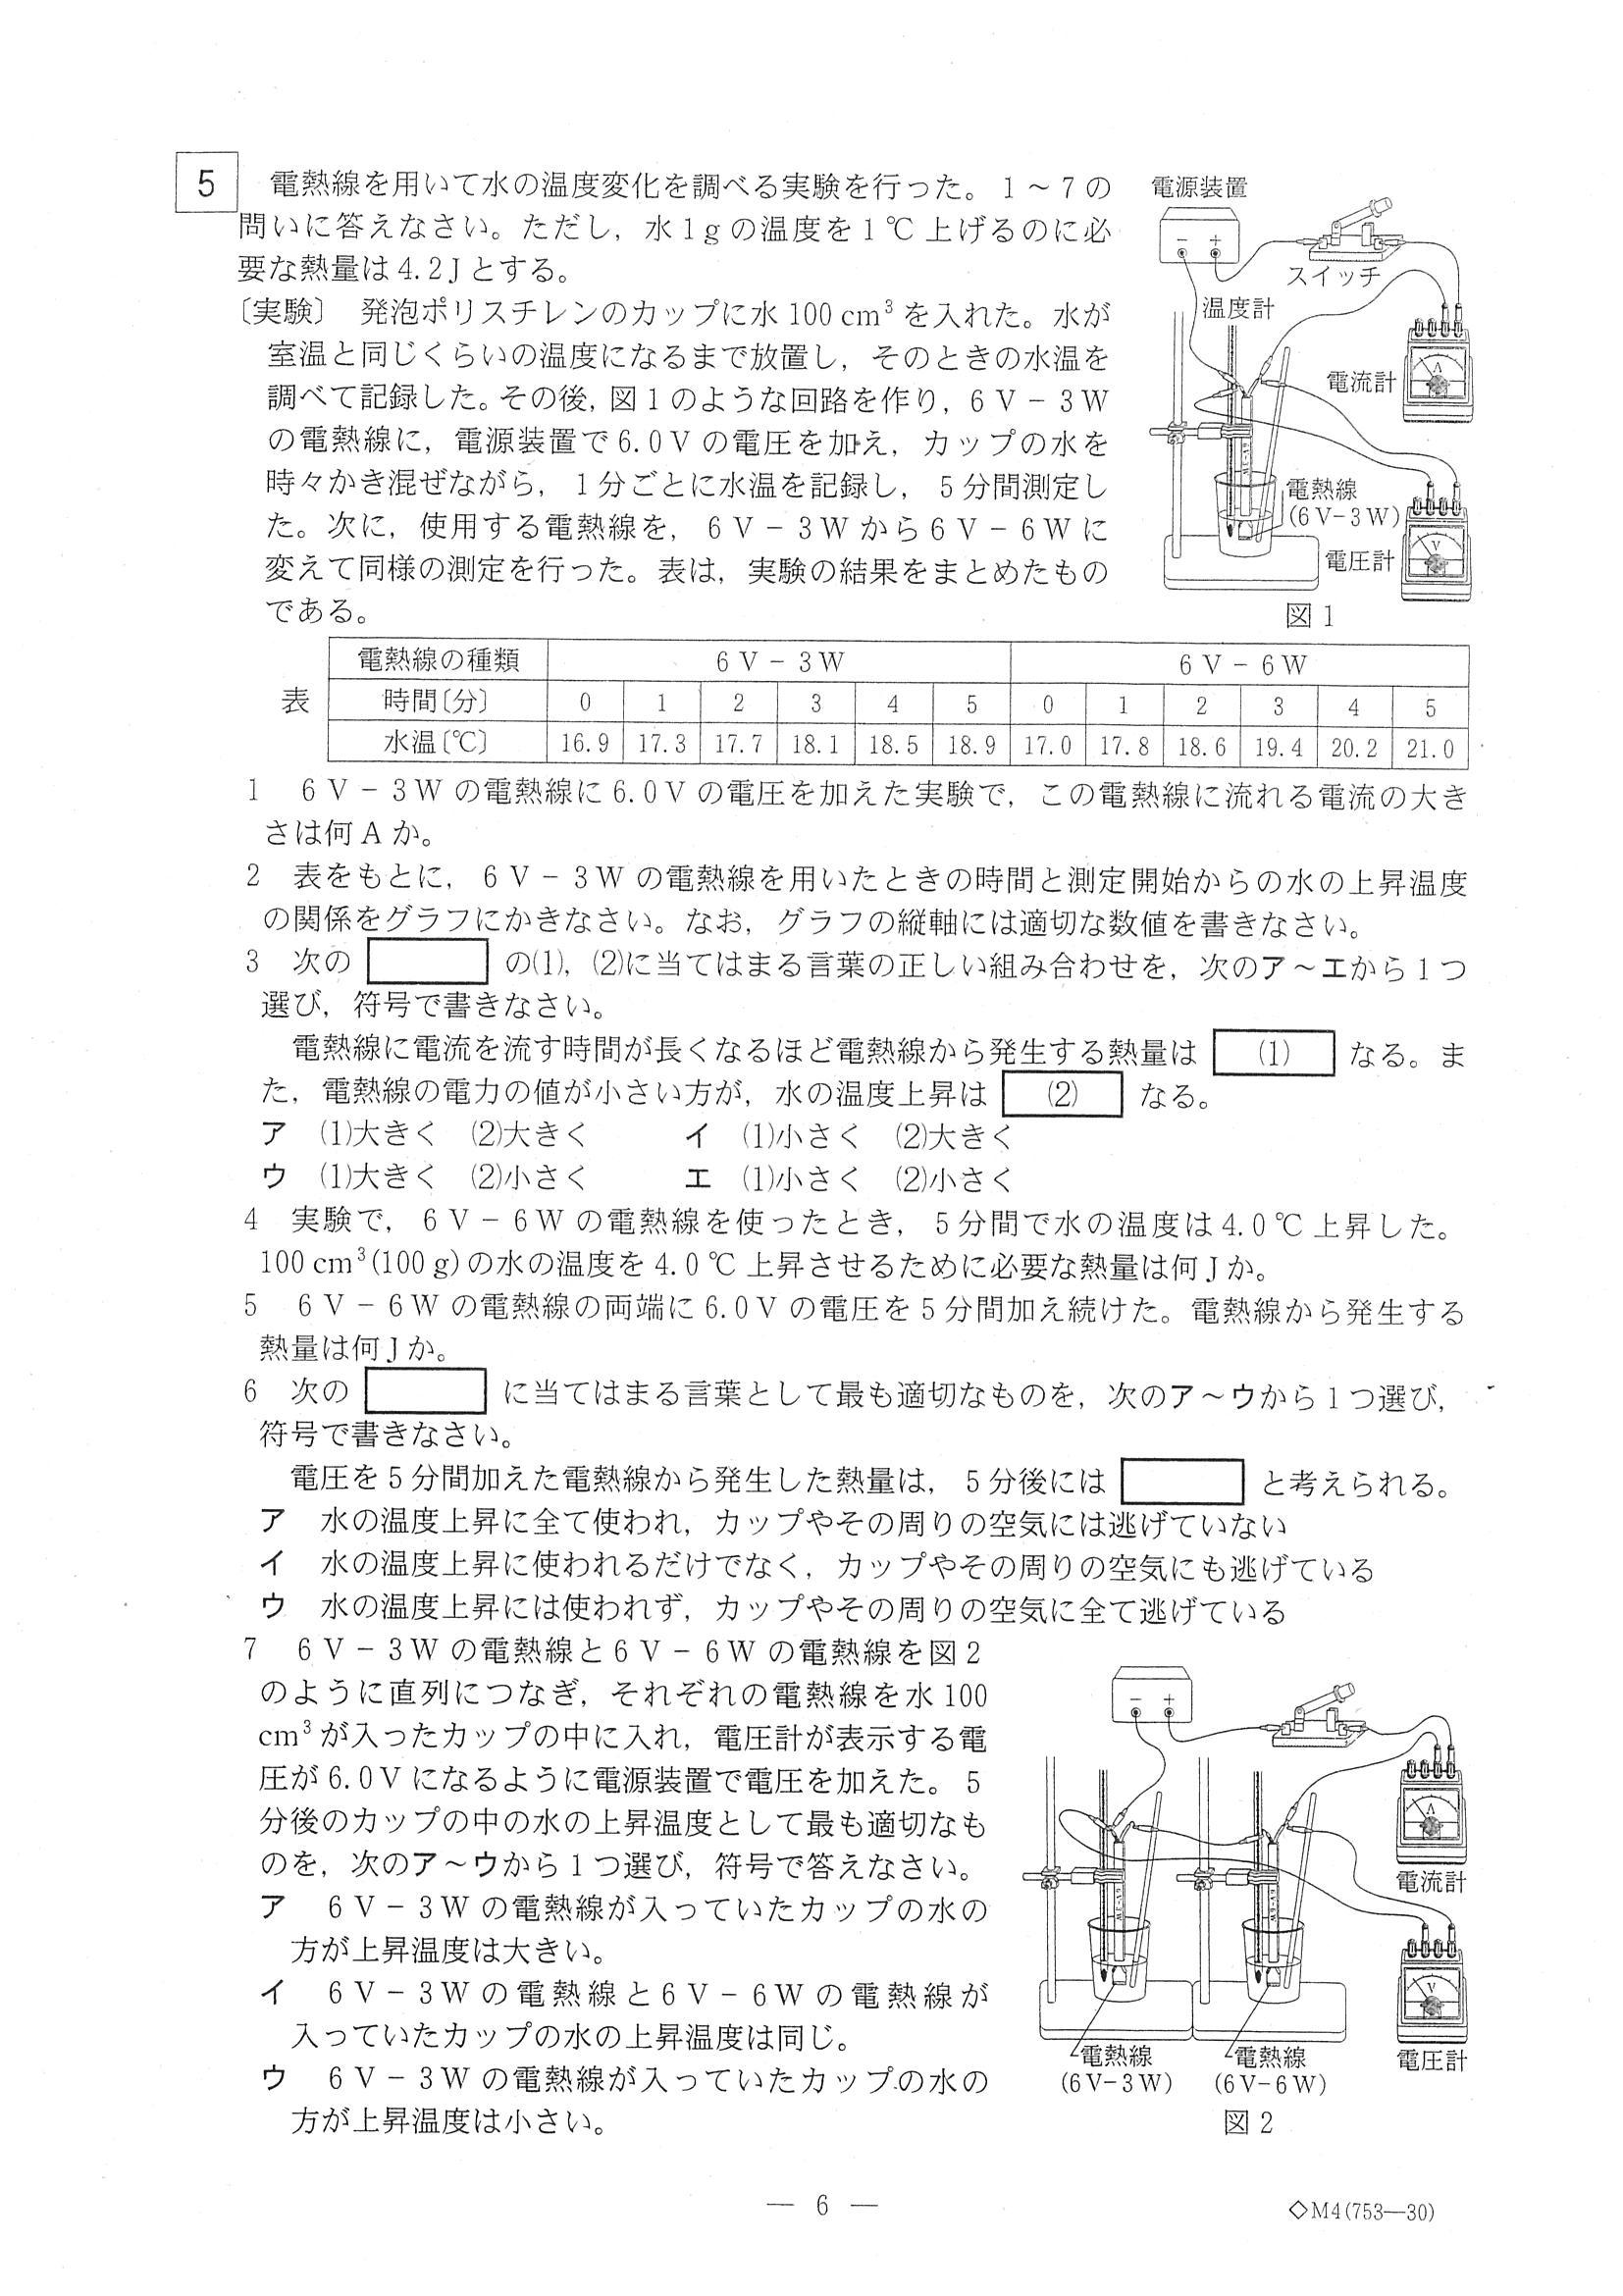 5 電熱線を用いて水の温度変化を調べる実験を行った。1～7の
問いに答えなさい。ただし，水1gの温度を1℃上げるのに必
要な熱量は4.2Jとする。
〔実験〕 発泡ポリスチレンのカップに水100cm³を入れた。水が
室温と同じくらいの温度になるまで放置し，そのときの水温を
調べて記録した。その後，図1のような回路を作り，6V－3W
の電熱線に，電源装置で6.0Vの電圧を加え，カップの水を
時々かき混ぜながら，1分ごとに水温を記録し，5分間測定し
た。次に，使用する電熱線を，6V－3Wから6V－6Wに
変えて同様の測定を行った。表は，実験の結果をまとめたもの
である。
電源装置
－ ＋
スイッチ
温度計
A
電流計
電熱線
(6V－3W)
V
電圧計
図1
表
電熱線の種類 6V－3W 6V－6W
時間〔分〕 0 1 2 3 4 5 0 1 2 3 4 5
水温〔℃〕 16.9 17.3 17.7 18.1 18.5 18.9 17.0 17.8 18.6 19.4 20.2 21.0
1 6V－3Wの電熱線に6.0Vの電圧を加えた実験で，この電熱線に流れる電流の大き
さは何Aか。
2 表をもとに，6V－3Wの電熱線を用いたときの時間と測定開始からの水の上昇温度
の関係をグラフにかきなさい。なお，グラフの縦軸には適切な数値を書きなさい。
3 次の の⑴，⑵に当てはまる言葉の正しい組み合わせを，次のア～エから1つ
選び，符号で書きなさい。
電熱線に電流を流す時間が長くなるほど電熱線から発生する熱量は ⑴ なる。ま
た，電熱線の電力の値が小さい方が，水の温度上昇は ⑵ なる。
ア ⑴大きく ⑵大きく イ ⑴小さく ⑵大きく
ウ ⑴大きく ⑵小さく エ ⑴小さく ⑵小さく
4 実験で，6V－6Wの電熱線を使ったとき，5分間で水の温度は4.0℃上昇した。
100cm³(100g)の水の温度を4.0℃上昇させるために必要な熱量は何Jか。
5 6V－6Wの電熱線の両端に6.0Vの電圧を5分間加え続けた。電熱線から発生する
熱量は何Jか。
6 次の に当てはまる言葉として最も適切なものを，次のア～ウから1つ選び，
符号で書きなさい。
電圧を5分間加えた電熱線から発生した熱量は，5分後には と考えられる。
ア 水の温度上昇に全て使われ，カップやその周りの空気には逃げていない
イ 水の温度上昇に使われるだけでなく，カップやその周りの空気にも逃げている
ウ 水の温度上昇には使われず，カップやその周りの空気に全て逃げている
7 6V－3Wの電熱線と6V－6Wの電熱線を図2
のように直列につなぎ，それぞれの電熱線を水100
cm³が入ったカップの中に入れ，電圧計が表示する電
圧が6.0Vになるように電源装置で電圧を加えた。5
分後のカップの中の水の上昇温度として最も適切なも
のを，次のア～ウから1つ選び，符号で答えなさい。
ア 6V－3Wの電熱線が入っていたカップの水の
方が上昇温度は大きい。
イ 6V－3Wの電熱線と6V－6Wの電熱線が
入っていたカップの水の上昇温度は同じ。
ウ 6V－3Wの電熱線が入っていたカップの水の
方が上昇温度は小さい。
－ ＋
A
電流計
V
電圧計
電熱線
(6V－3W)
電熱線
(6V－6W)
図2
― 6 ―
◇M4(753―30)